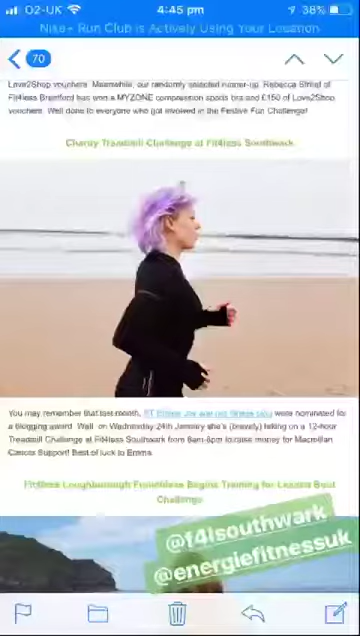 O2-UK 4:45 pm 38%
Nike+ Run Club is Actively Using Your Location
70
Love2Shop vouchers. Meanwhile, our randomly selected runner-up, Rebecca of
Fit4less Brentford has won a MYZONE compression sports bra and £150 of Love2Shop
vouchers. Well done to everyone who got involved in the Festive Fun Challenge!
Charity Treadmill Challenge at Fit4less Southwark
You may remember that last month, were nominated for
a blogging award. Well, on Wednesday 24th January she's (bravely) taking on a 12-hour
Treadmill Challenge at Fit4less Southwark from 6am-6pm to raise money for Macmillan
Cancer Support! Best of luck to Emma.
Fit4less Loughborough Franchisee Begins Training for Boat
Challenge
@f4lsouthwark
@energiefitnessuk